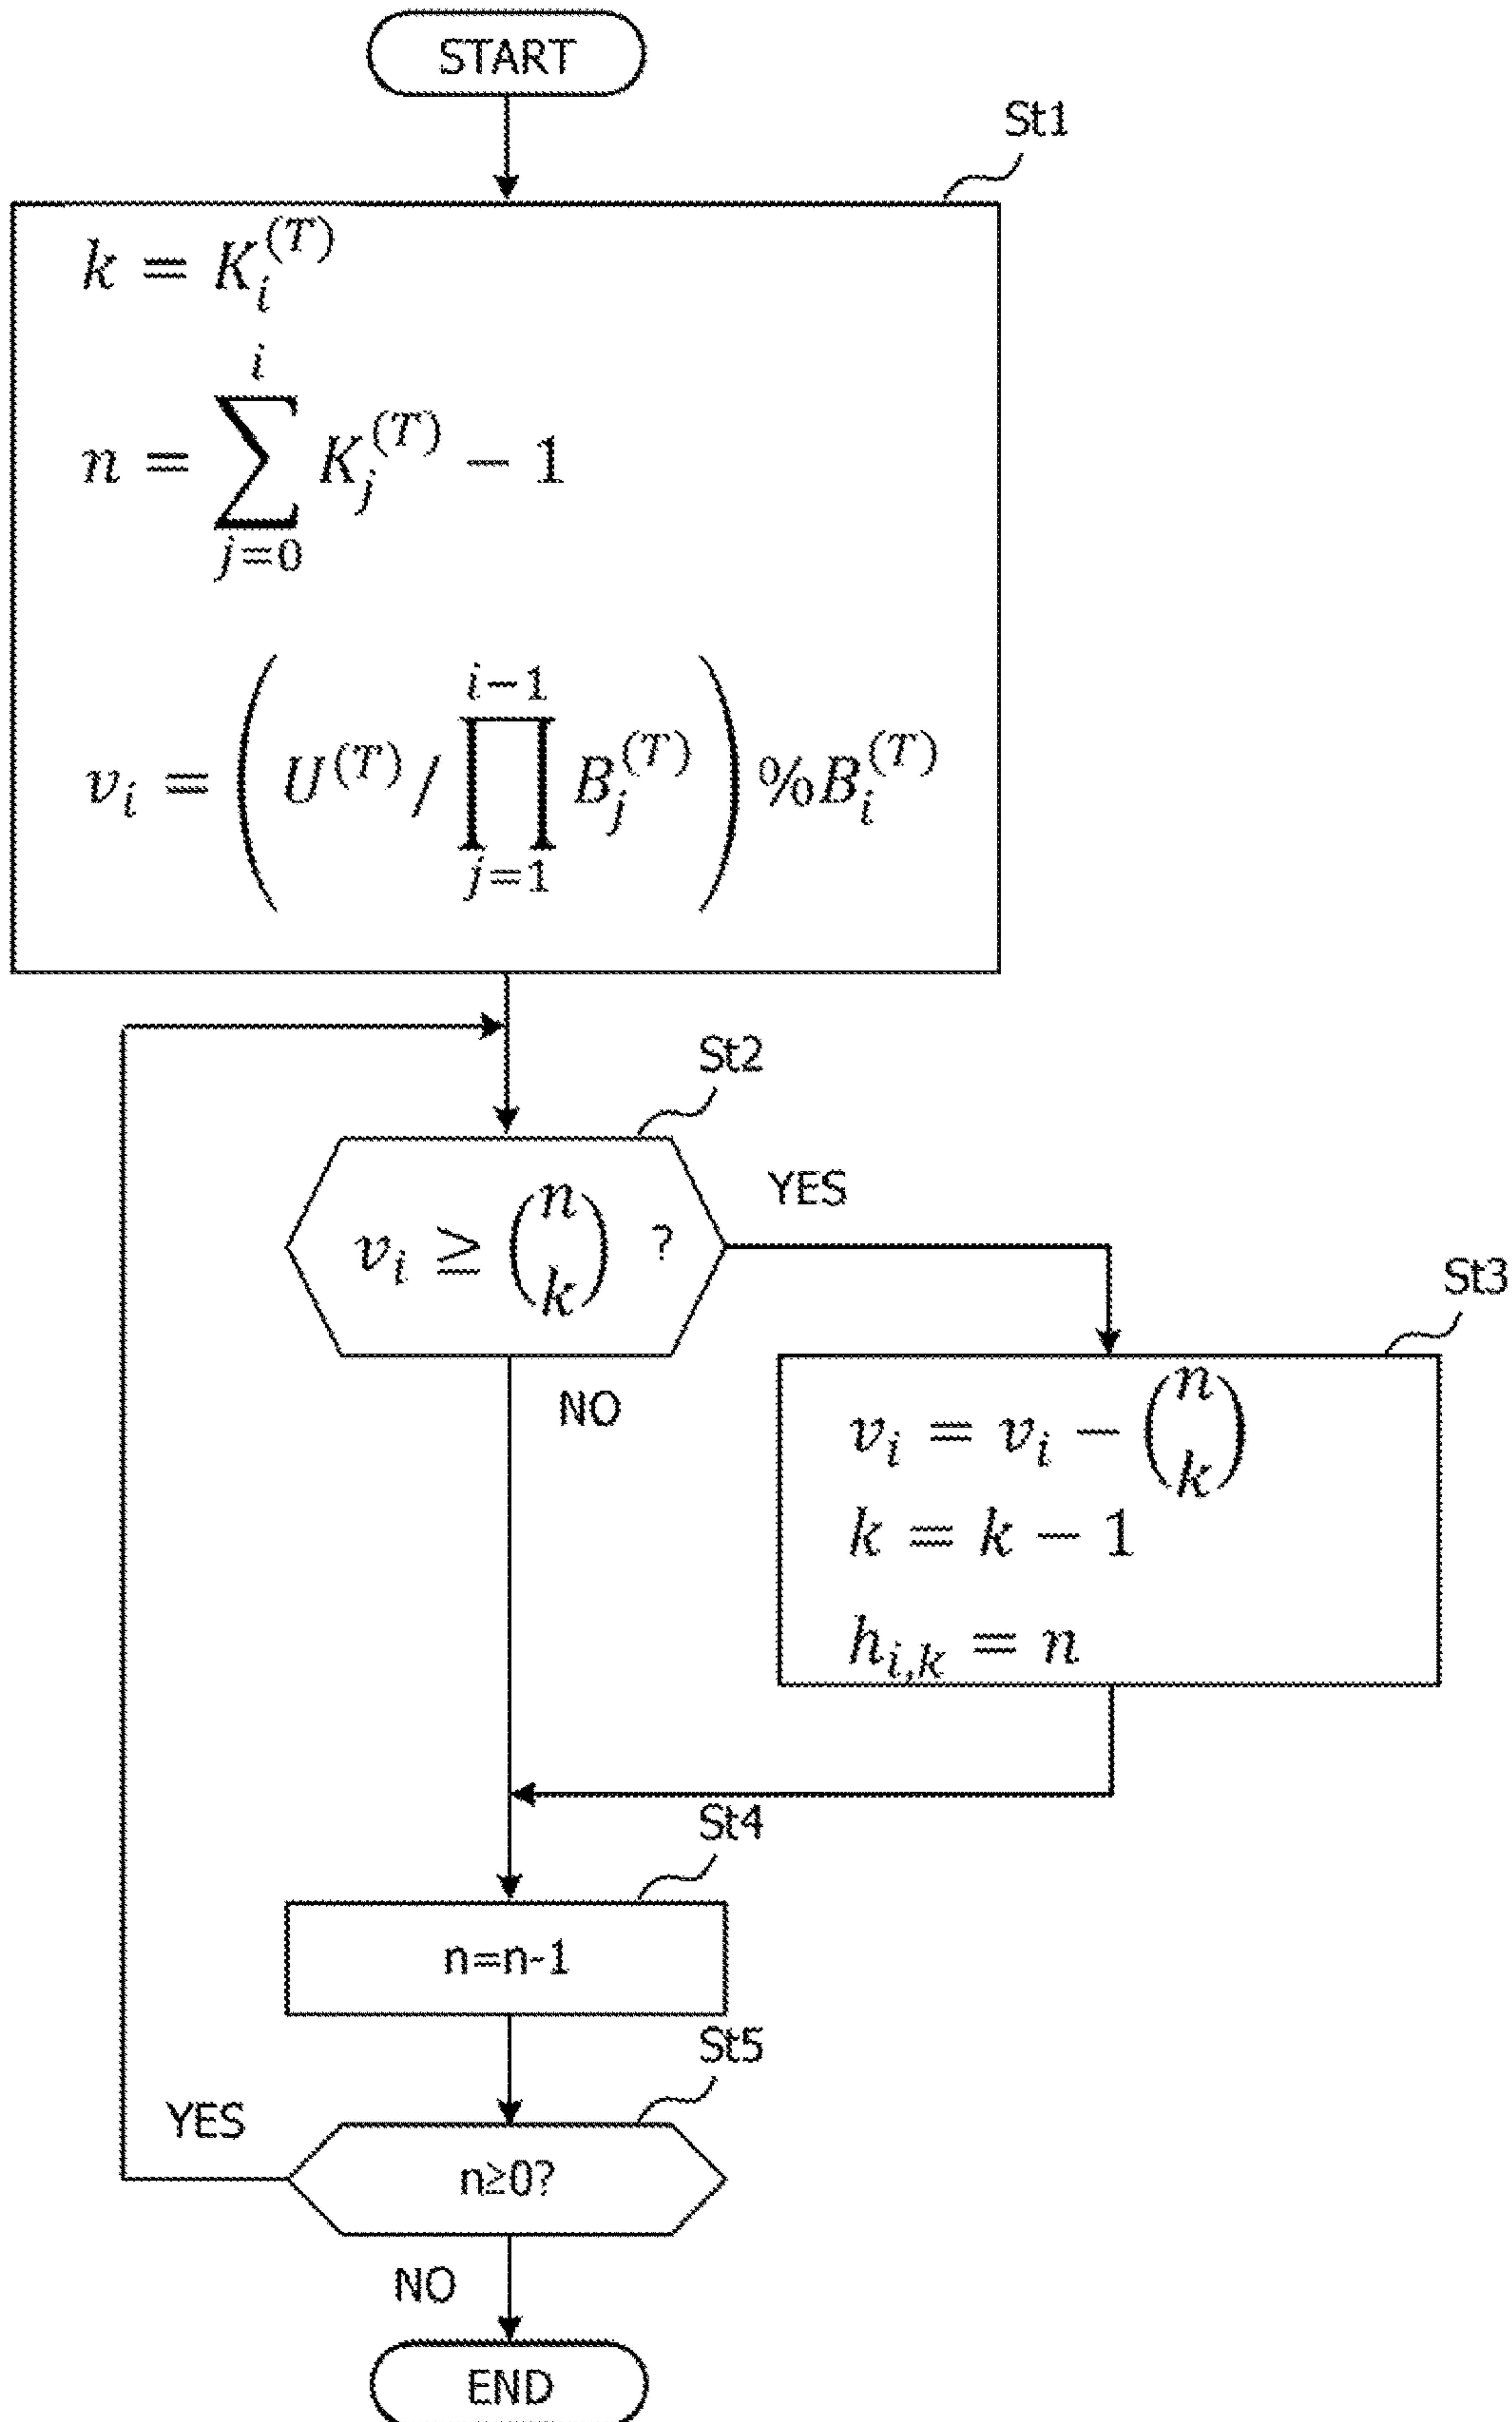 START
St1
k = K_i^{(T)}
n = \sum_{j=0}^{i} K_j^{(T)} - 1
v_i = \left( U^{(T)} / \prod_{j=1}^{i-1} B_j^{(T)} \right) \% B_i^{(T)}
St2
v_i ≥ \binom{n}{k} ?
YES
NO
St3
v_i = v_i - \binom{n}{k}
k = k - 1
h_{i,k} = n
St4
n=n-1
St5
YES
n≥0?
NO
END